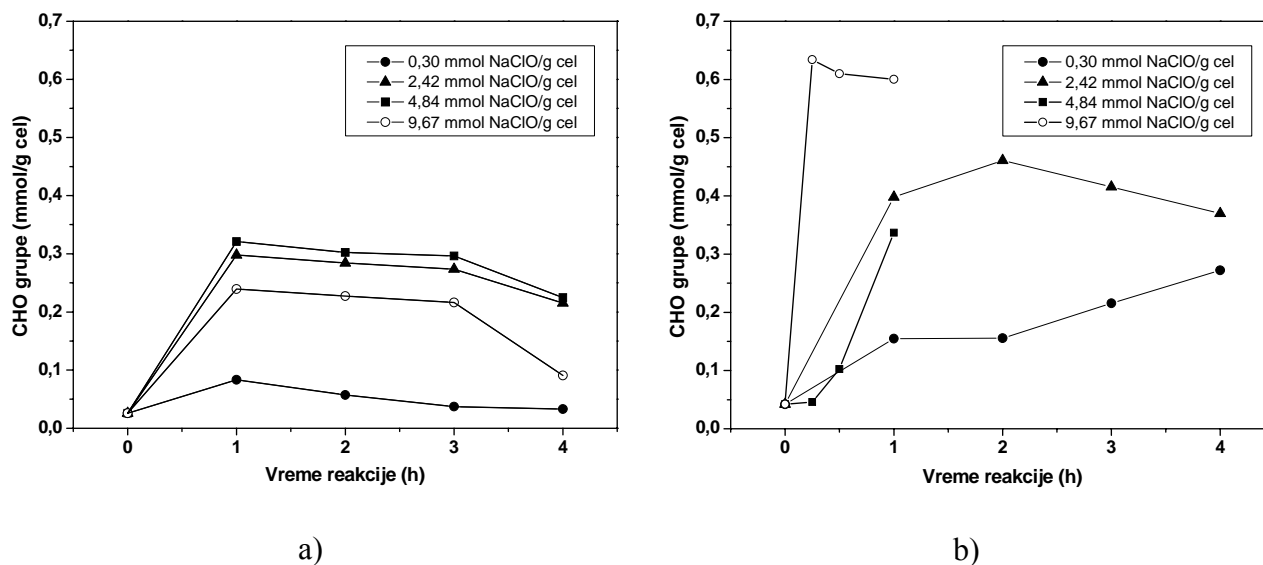 0,7
0,6
0,5
0,4
0,3
0,2
0,1
0,0
CHO grupe (mmol/g cel)
0,30 mmol NaClO/g cel
2,42 mmol NaClO/g cel
4,84 mmol NaClO/g cel
9,67 mmol NaClO/g cel
0 1 2 3 4
Vreme reakcije (h)
a)
0,7
0,6
0,5
0,4
0,3
0,2
0,1
0,0
CHO grupe (mmol/g cel)
0,30 mmol NaClO/g cel
2,42 mmol NaClO/g cel
4,84 mmol NaClO/g cel
9,67 mmol NaClO/g cel
0 1 2 3 4
Vreme reakcije (h)
b)